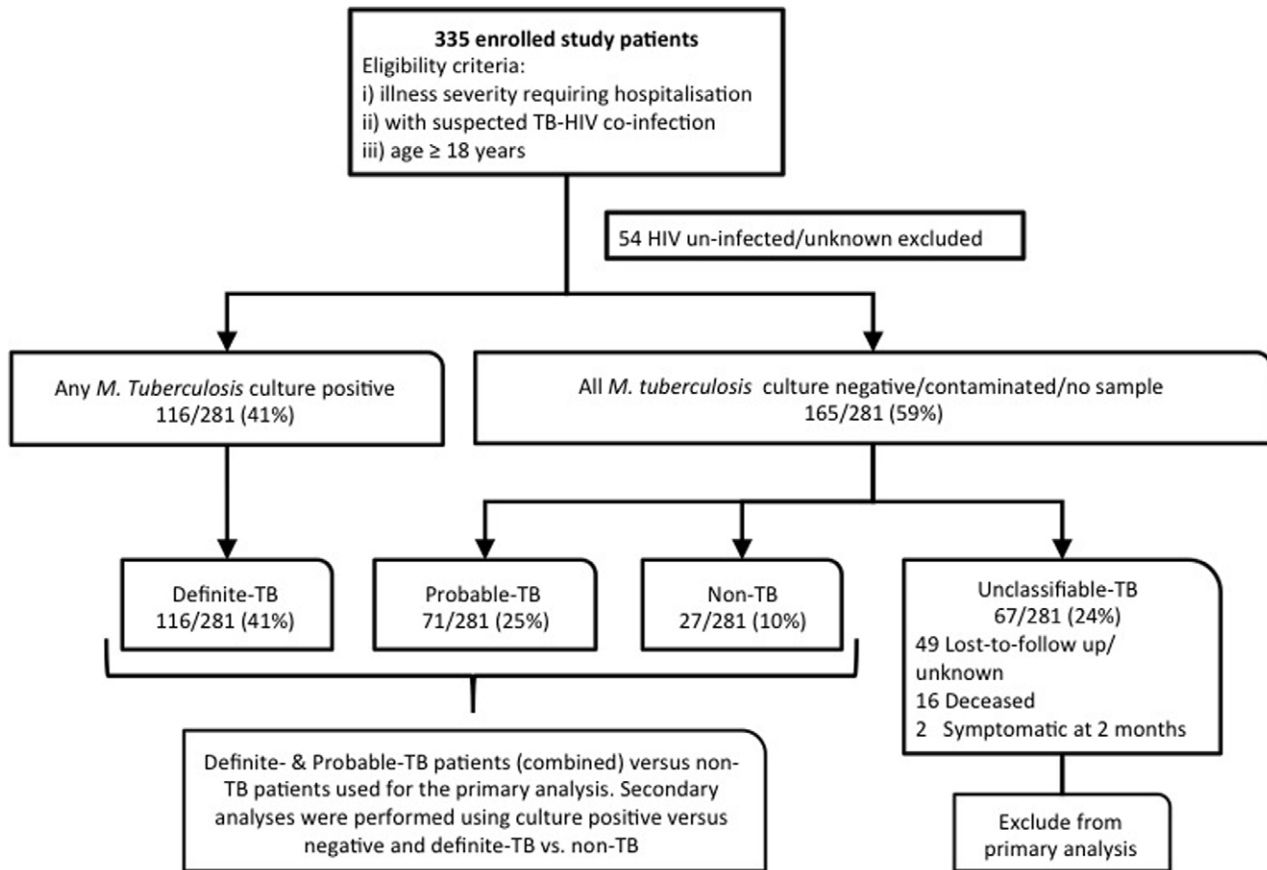 335 enrolled study patients
Eligibility criteria:
i) illness severity requiring hospitalisation
ii) with suspected TB-HIV co-infection
iii) age ≥ 18 years
54 HIV un-infected/unknown excluded
Any M. Tuberculosis culture positive
116/281 (41%)
All M. tuberculosis culture negative/contaminated/no sample
165/281 (59%)
Definite-TB
116/281 (41%)
Probable-TB
71/281 (25%)
Non-TB
27/281 (10%)
Unclassifiable-TB
67/281 (24%)
49 Lost-to-follow up/
unknown
16 Deceased
2 Symptomatic at 2 months
Definite- & Probable-TB patients (combined) versus non-
TB patients used for the primary analysis. Secondary
analyses were performed using culture positive versus
negative and definite-TB vs. non-TB
Exclude from
primary analysis